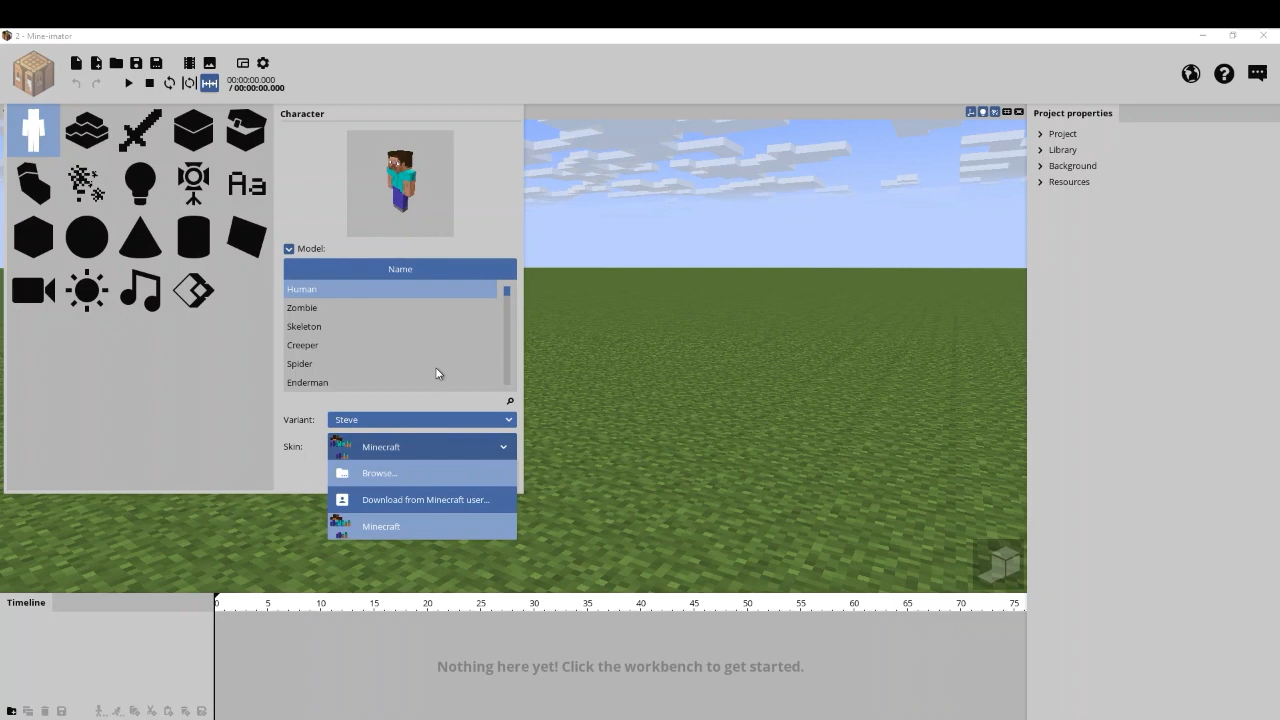 2 - Mine-imator
00:00:00.000
/ 00:00:00.000
Aa
Character
Model:
Name
Human
Zombie
Skeleton
Creeper
Spider
Enderman
Variant:
Steve
Skin:
Minecraft
Browse...
Download from Minecraft user...
Minecraft
Project properties
Project
Library
Background
Resources
Timeline
0 5 10 15 20 25 30 35 40 45 50 55 60 65 70 75
Nothing here yet! Click the workbench to get started.